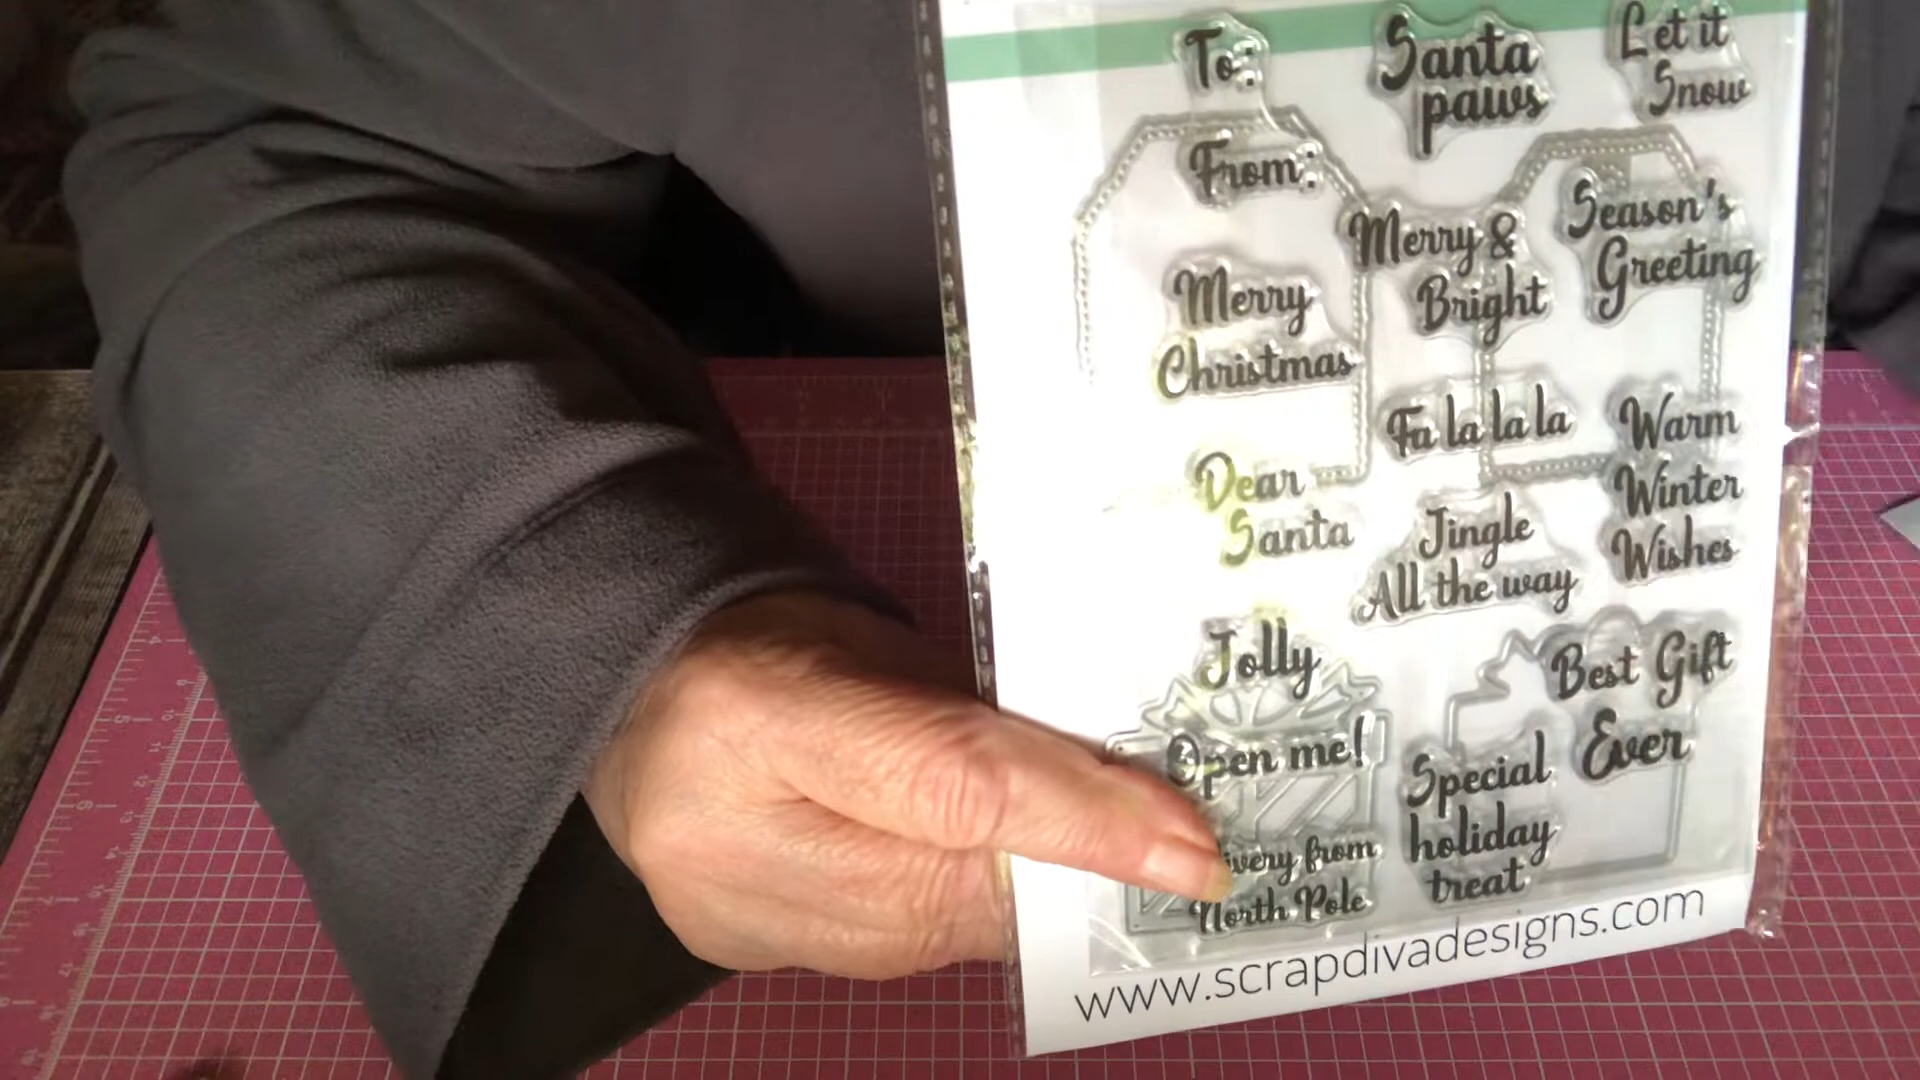 To:
From:
Merry
Christmas
Dear
Santa
Jolly
Open me!
from
North Pole
Santa
paws
Merry &
Bright
Fa la la la
Jingle
All the way
Special
holiday
treat
Let it
Snow
Season's
Greeting
Warm
Winter
Wishes
Best Gift
Ever
www.scrapdivadesigns.com